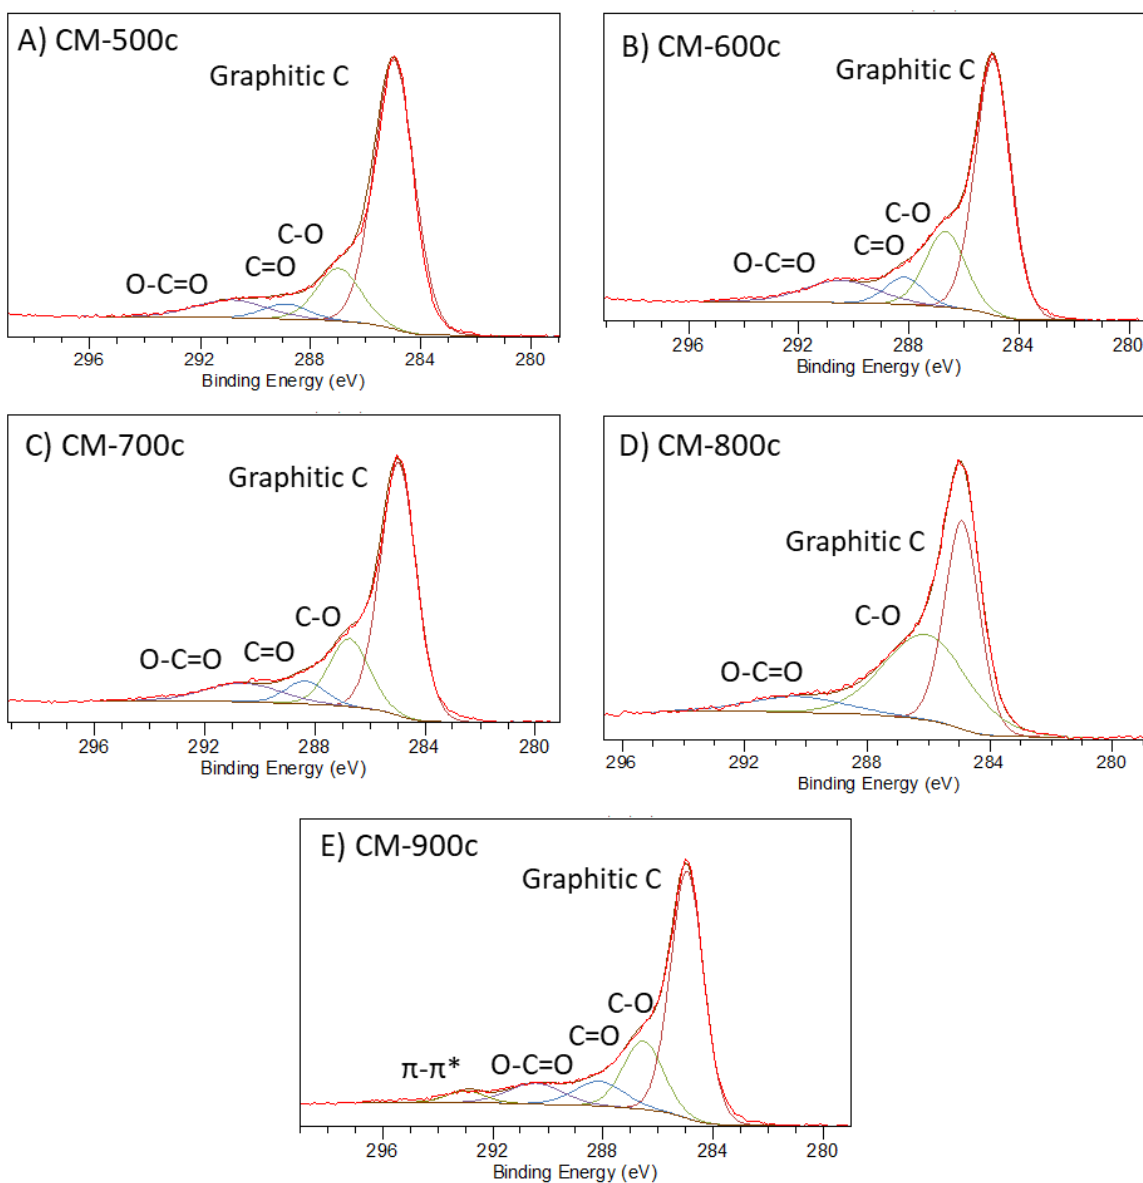 A) CM-500c
Graphitic C
C-O
C=O
O-C=O
296 292 288 284 280
Binding Energy (eV)
B) CM-600c
Graphitic C
C-O
C=O
O-C=O
296 292 288 284 280
Binding Energy (eV)
C) CM-700c
Graphitic C
C-O
C=O
O-C=O
296 292 288 284 280
Binding Energy (eV)
D) CM-800c
Graphitic C
C-O
O-C=O
296 292 288 284 280
Binding Energy (eV)
E) CM-900c
Graphitic C
C-O
C=O
O-C=O
π-π*
296 292 288 284 280
Binding Energy (eV)